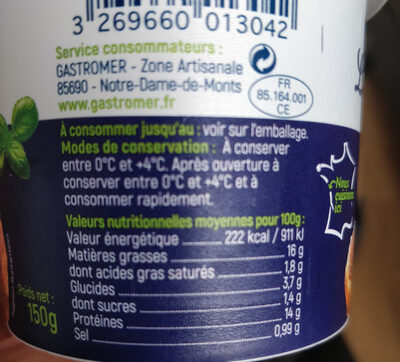 3 269660 013042
Service consommateurs :
GASTROMER - Zone Artisanale
85690 - Notre-Dame-de-Monts
www.gastromer.fr
FR
85.164.001
CE
À consommer jusqu'au : voir sur l'emballage.
Modes de conservation : À conserver
entre 0°C et +4°C. Après ouverture à
conserver entre 0°C et +4°C et à
consommer rapidement.
Nous
cuisinons
ici
Valeurs nutritionnelles moyennes pour 100g :
Valeur énergétique 222 kcal / 911 kJ
Matières grasses 16 g
dont acides gras saturés 1,8 g
Glucides 3,7 g
dont sucres 1,4 g
Protéines 14 g
Sel 0,99 g
Poids net :
150g